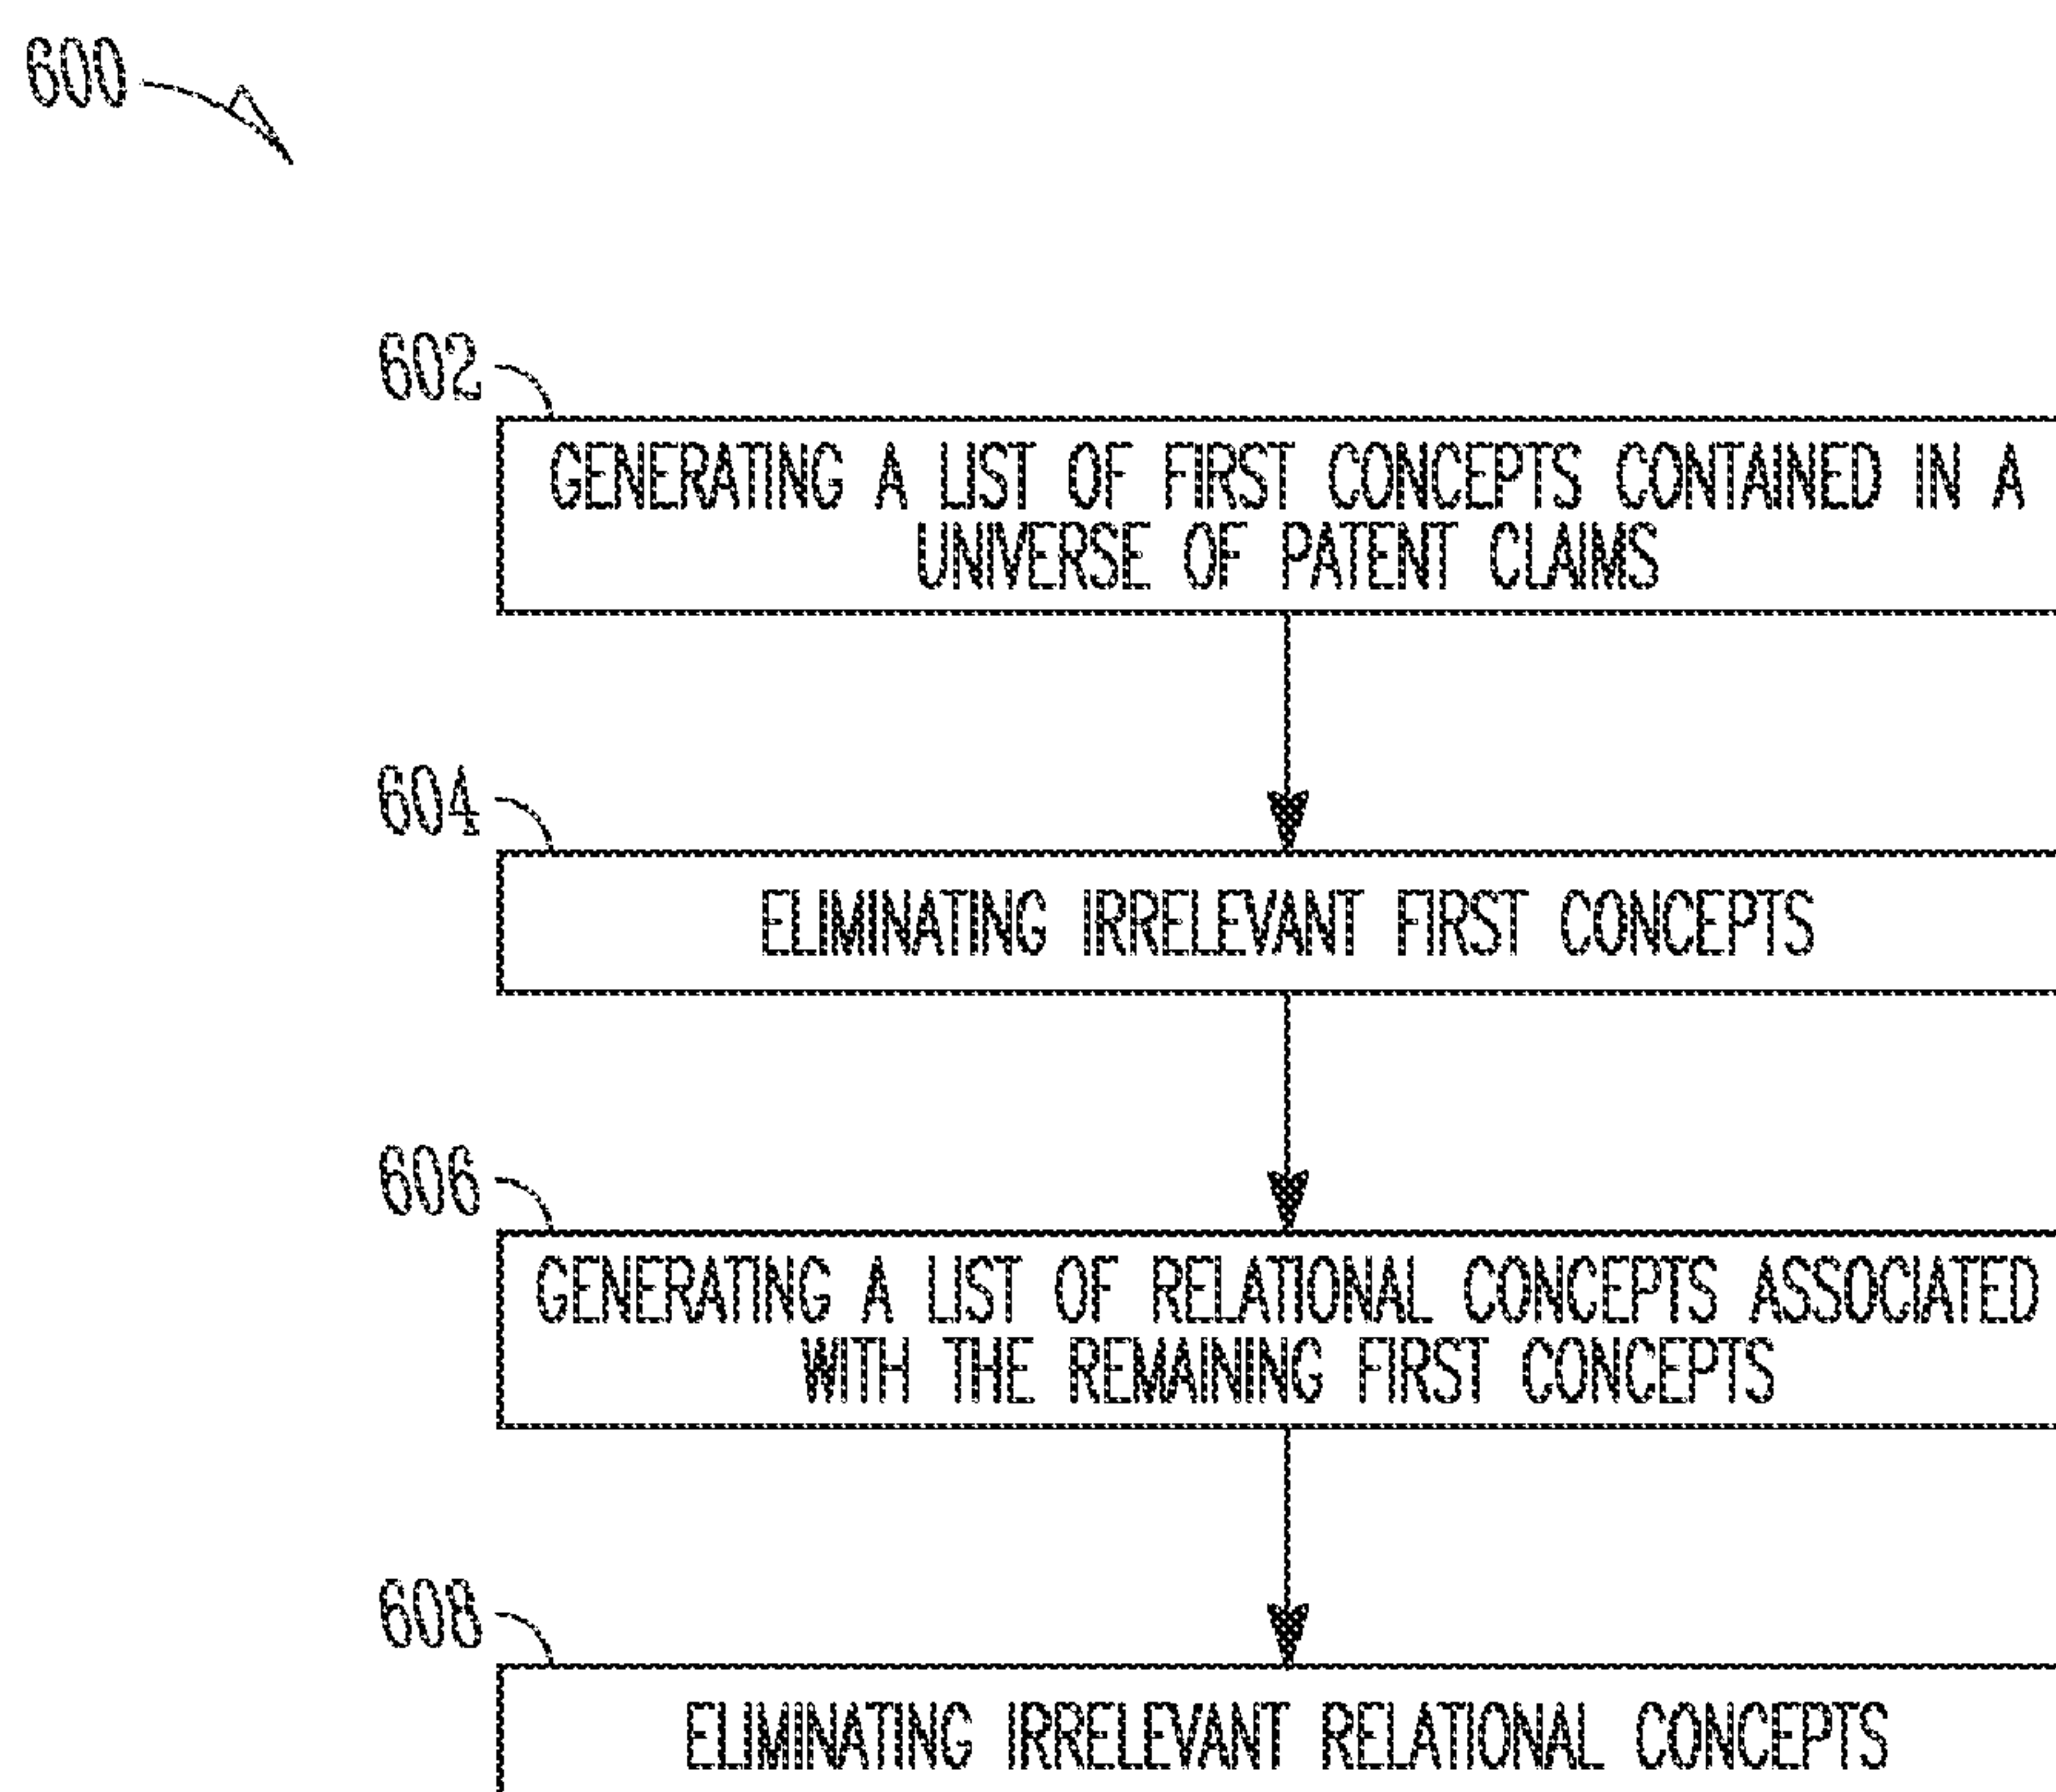 600
602
GENERATING A LIST OF FIRST CONCEPTS CONTAINED IN A
UNIVERSE OF PATENT CLAIMS
604
ELIMINATING IRRELEVANT FIRST CONCEPTS
606
GENERATING A LIST OF RELATIONAL CONCEPTS ASSOCIATED
WITH THE REMAINING FIRST CONCEPTS
608
ELIMINATING IRRELEVANT RELATIONAL CONCEPTS